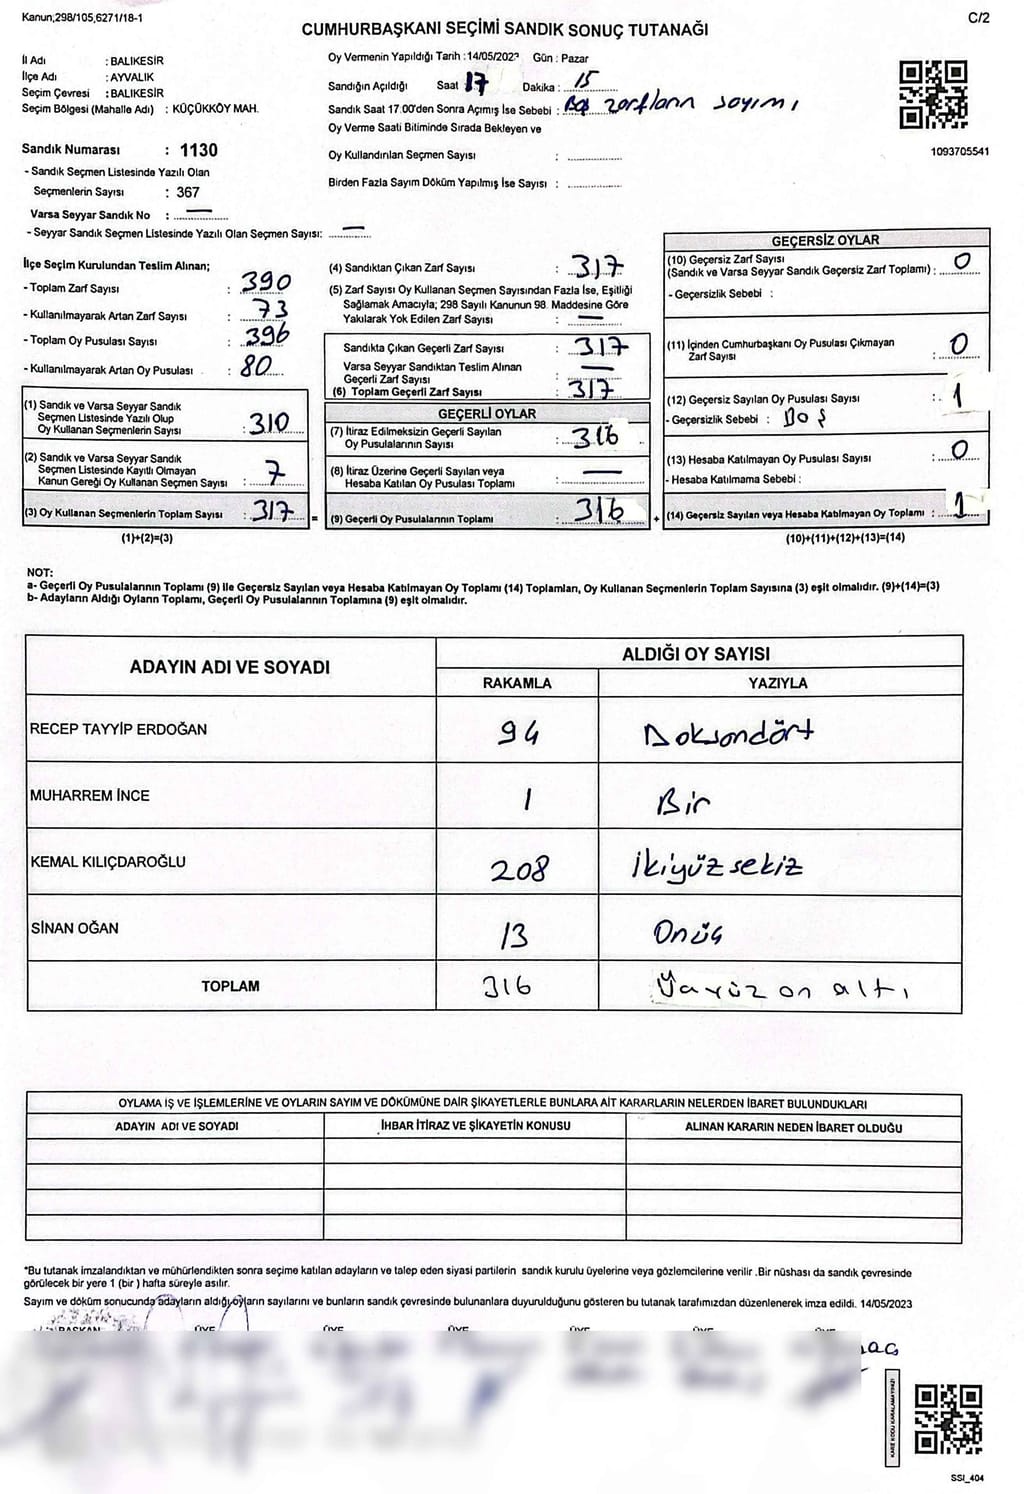 Kanun;298/105,6271/18-1
C/2
CUMHURBAŞKANI SEÇİMİ SANDIK SONUÇ TUTANAĞI
İl Adı : BALIKESİR
İlçe Adı : AYVALIK
Seçim Çevresi : BALIKESİR
Seçim Bölgesi (Mahalle Adı) : KÜÇÜKKÖY MAH.
Oy Vermenin Yapıldığı Tarih : 14/05/2023 Gün : Pazar
Sandığın Açıldığı Saat : 17 Dakika : 15
Sandık Saat 17.00'den Sonra Açımış İse Sebebi : Boş zarfların sayımı
Oy Verme Saati Bitiminde Sırada Bekleyen ve
Oy Kullandırılan Seçmen Sayısı :
Birden Fazla Sayım Döküm Yapılmış İse Sayısı :
1093705541
Sandık Numarası : 1130
- Sandık Seçmen Listesinde Yazılı Olan
Seçmenlerin Sayısı : 367
Varsa Seyyar Sandık No : —
- Seyyar Sandık Seçmen Listesinde Yazılı Olan Seçmen Sayısı: —
İlçe Seçim Kurulundan Teslim Alınan;
- Toplam Zarf Sayısı : 390
- Kullanılmayarak Artan Zarf Sayısı : 73
- Toplam Oy Pusulası Sayısı : 396
- Kullanılmayarak Artan Oy Pusulası : 80
(1) Sandık ve Varsa Seyyar Sandık
Seçmen Listesinde Yazılı Olup
Oy Kullanan Seçmenlerin Sayısı : 310
(2) Sandık ve Varsa Seyyar Sandık
Seçmen Listesinde Kayıtlı Olmayan
Kanun Gereği Oy Kullanan Seçmen Sayısı : 7
(3) Oy Kullanan Seçmenlerin Toplam Sayısı : 317 =
(1)+(2)=(3)
(4) Sandıktan Çıkan Zarf Sayısı : 317
(5) Zarf Sayısı Oy Kullanan Seçmen Sayısından Fazla İse, Eşitliği
Sağlamak Amacıyla; 298 Sayılı Kanunun 98. Maddesine Göre
Yakılarak Yok Edilen Zarf Sayısı : —
Sandıkta Çıkan Geçerli Zarf Sayısı : 317
Varsa Seyyar Sandıktan Teslim Alınan
Geçerli Zarf Sayısı : —
(6) Toplam Geçerli Zarf Sayısı : 317
GEÇERLİ OYLAR
(7) İtiraz Edilmeksizin Geçerli Sayılan
Oy Pusulalarının Sayısı : 316
(8) İtiraz Üzerine Geçerli Sayılan veya
Hesaba Katılan Oy Pusulası Toplamı : —
(9) Geçerli Oy Pusulalarının Toplamı : 316 +
GEÇERSİZ OYLAR
(10) Geçersiz Zarf Sayısı
(Sandık ve Varsa Seyyar Sandık Geçersiz Zarf Toplamı) : 0
- Geçersizlik Sebebi :
(11) İçinden Cumhurbaşkanı Oy Pusulası Çıkmayan
Zarf Sayısı : 0
(12) Geçersiz Sayılan Oy Pusulası Sayısı : 1
- Geçersizlik Sebebi : Boş
(13) Hesaba Katılmayan Oy Pusulası Sayısı : 0
- Hesaba Katılmama Sebebi :
(14) Geçersiz Sayılan veya Hesaba Katılmayan Oy Toplamı : 1
(10)+(11)+(12)+(13)=(14)
NOT:
a- Geçerli Oy Pusulalarının Toplamı (9) ile Geçersiz Sayılan veya Hesaba Katılmayan Oy Toplamı (14) Toplamları, Oy Kullanan Seçmenlerin Toplam Sayısına (3) eşit olmalıdır. (9)+(14)=(3)
b- Adayların Aldığı Oyların Toplamı, Geçerli Oy Pusulalarının Toplamına (9) eşit olmalıdır.
ADAYIN ADI VE SOYADI
ALDIĞI OY SAYISI
RAKAMLA YAZIYLA
RECEP TAYYİP ERDOĞAN 94 Doksandört
MUHARREM İNCE 1 Bir
KEMAL KILIÇDAROĞLU 208 İkiyüzsekiz
SİNAN OĞAN 13 Onüç
TOPLAM 316 on altı
OYLAMA İŞ VE İŞLEMLERİNE VE OYLARIN SAYIM VE DÖKÜMÜNE DAİR ŞİKAYETLERLE BUNLARA AİT KARARLARIN NELERDEN İBARET BULUNDUKLARI
ADAYIN ADI VE SOYADI İHBAR İTİRAZ VE ŞİKAYETİN KONUSU ALINAN KARARIN NEDEN İBARET OLDUĞU
*Bu tutanak imzalandıktan ve mühürlendikten sonra seçime katılan adayların ve talep eden siyasi partilerin sandık kurulu üyelerine veya gözlemcilerine verilir .Bir nüshası da sandık çevresinde
görülecek bir yere 1 (bir ) hafta süreyle asılır.
Sayım ve döküm sonucunda adayların aldığı oyların sayılarını ve bunların sandık çevresinde bulunanlara duyurulduğunu gösteren bu tutanak tarafımızdan düzenlenerek imza edildi. 14/05/2023
BAŞKAN ÜYE ÜYE ÜYE ÜYE ÜYE ÜYE
KARE KODU KARALAMAYINIZ!
SSI_404